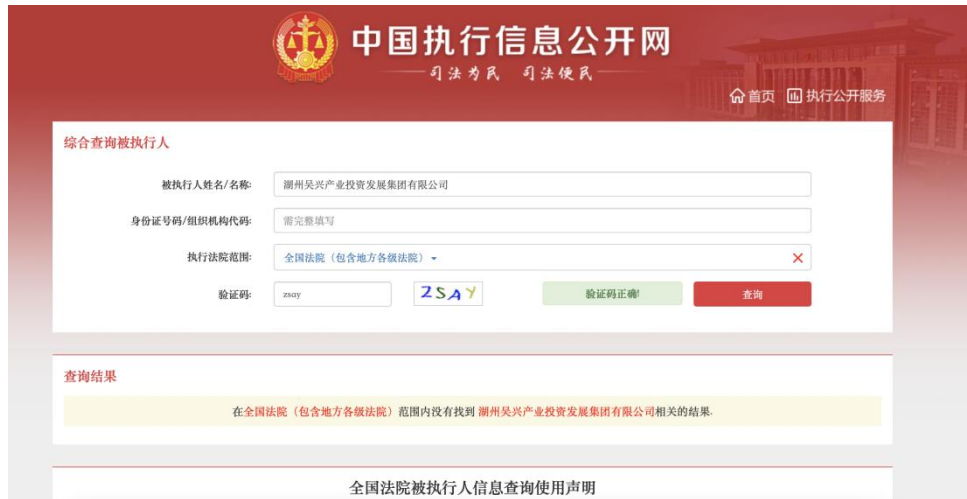 中国执行信息公开网
司法为民 司法便民
首页 执行公开服务
综合查询被执行人
被执行人姓名/名称: 湖州吴兴产业投资发展集团有限公司
身份证号码/组织机构代码: 需完整填写
执行法院范围: 全国法院（包含地方各级法院）
验证码: zsay ZSAY 验证码正确! 查询
查询结果
在全国法院（包含地方各级法院）范围内没有找到 湖州吴兴产业投资发展集团有限公司相关的结果.
全国法院被执行人信息查询使用声明